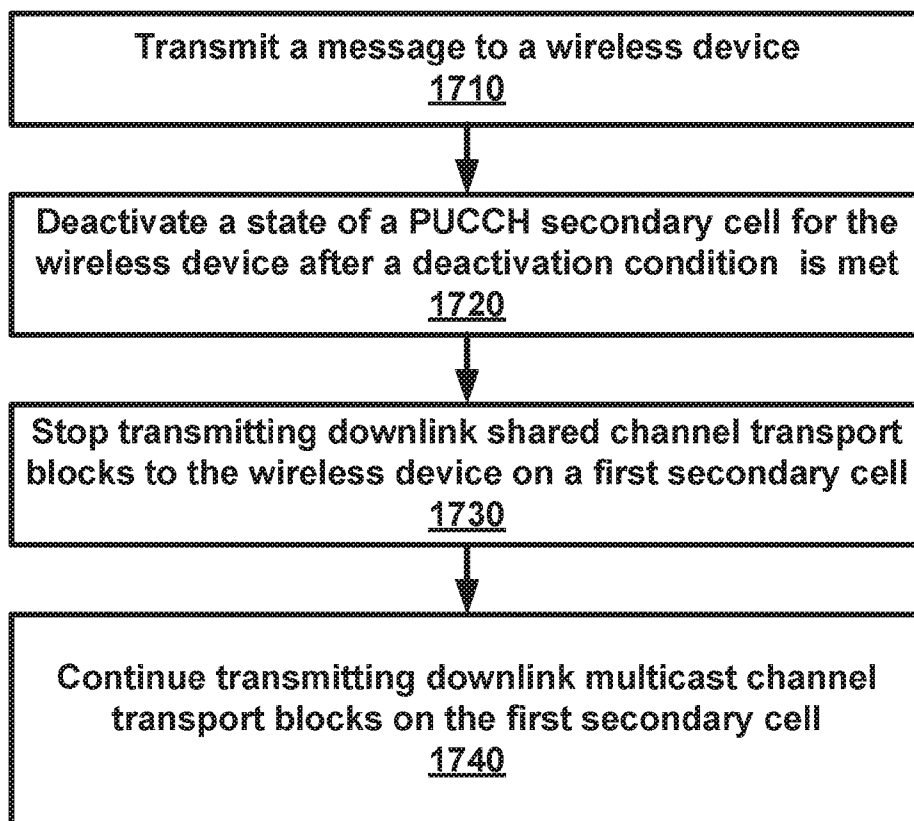 Transmit a message to a wireless device
1710
Deactivate a state of a PUCCH secondary cell for the
wireless device after a deactivation condition is met
1720
Stop transmitting downlink shared channel transport
blocks to the wireless device on a first secondary cell
1730
Continue transmitting downlink multicast channel
transport blocks on the first secondary cell
1740